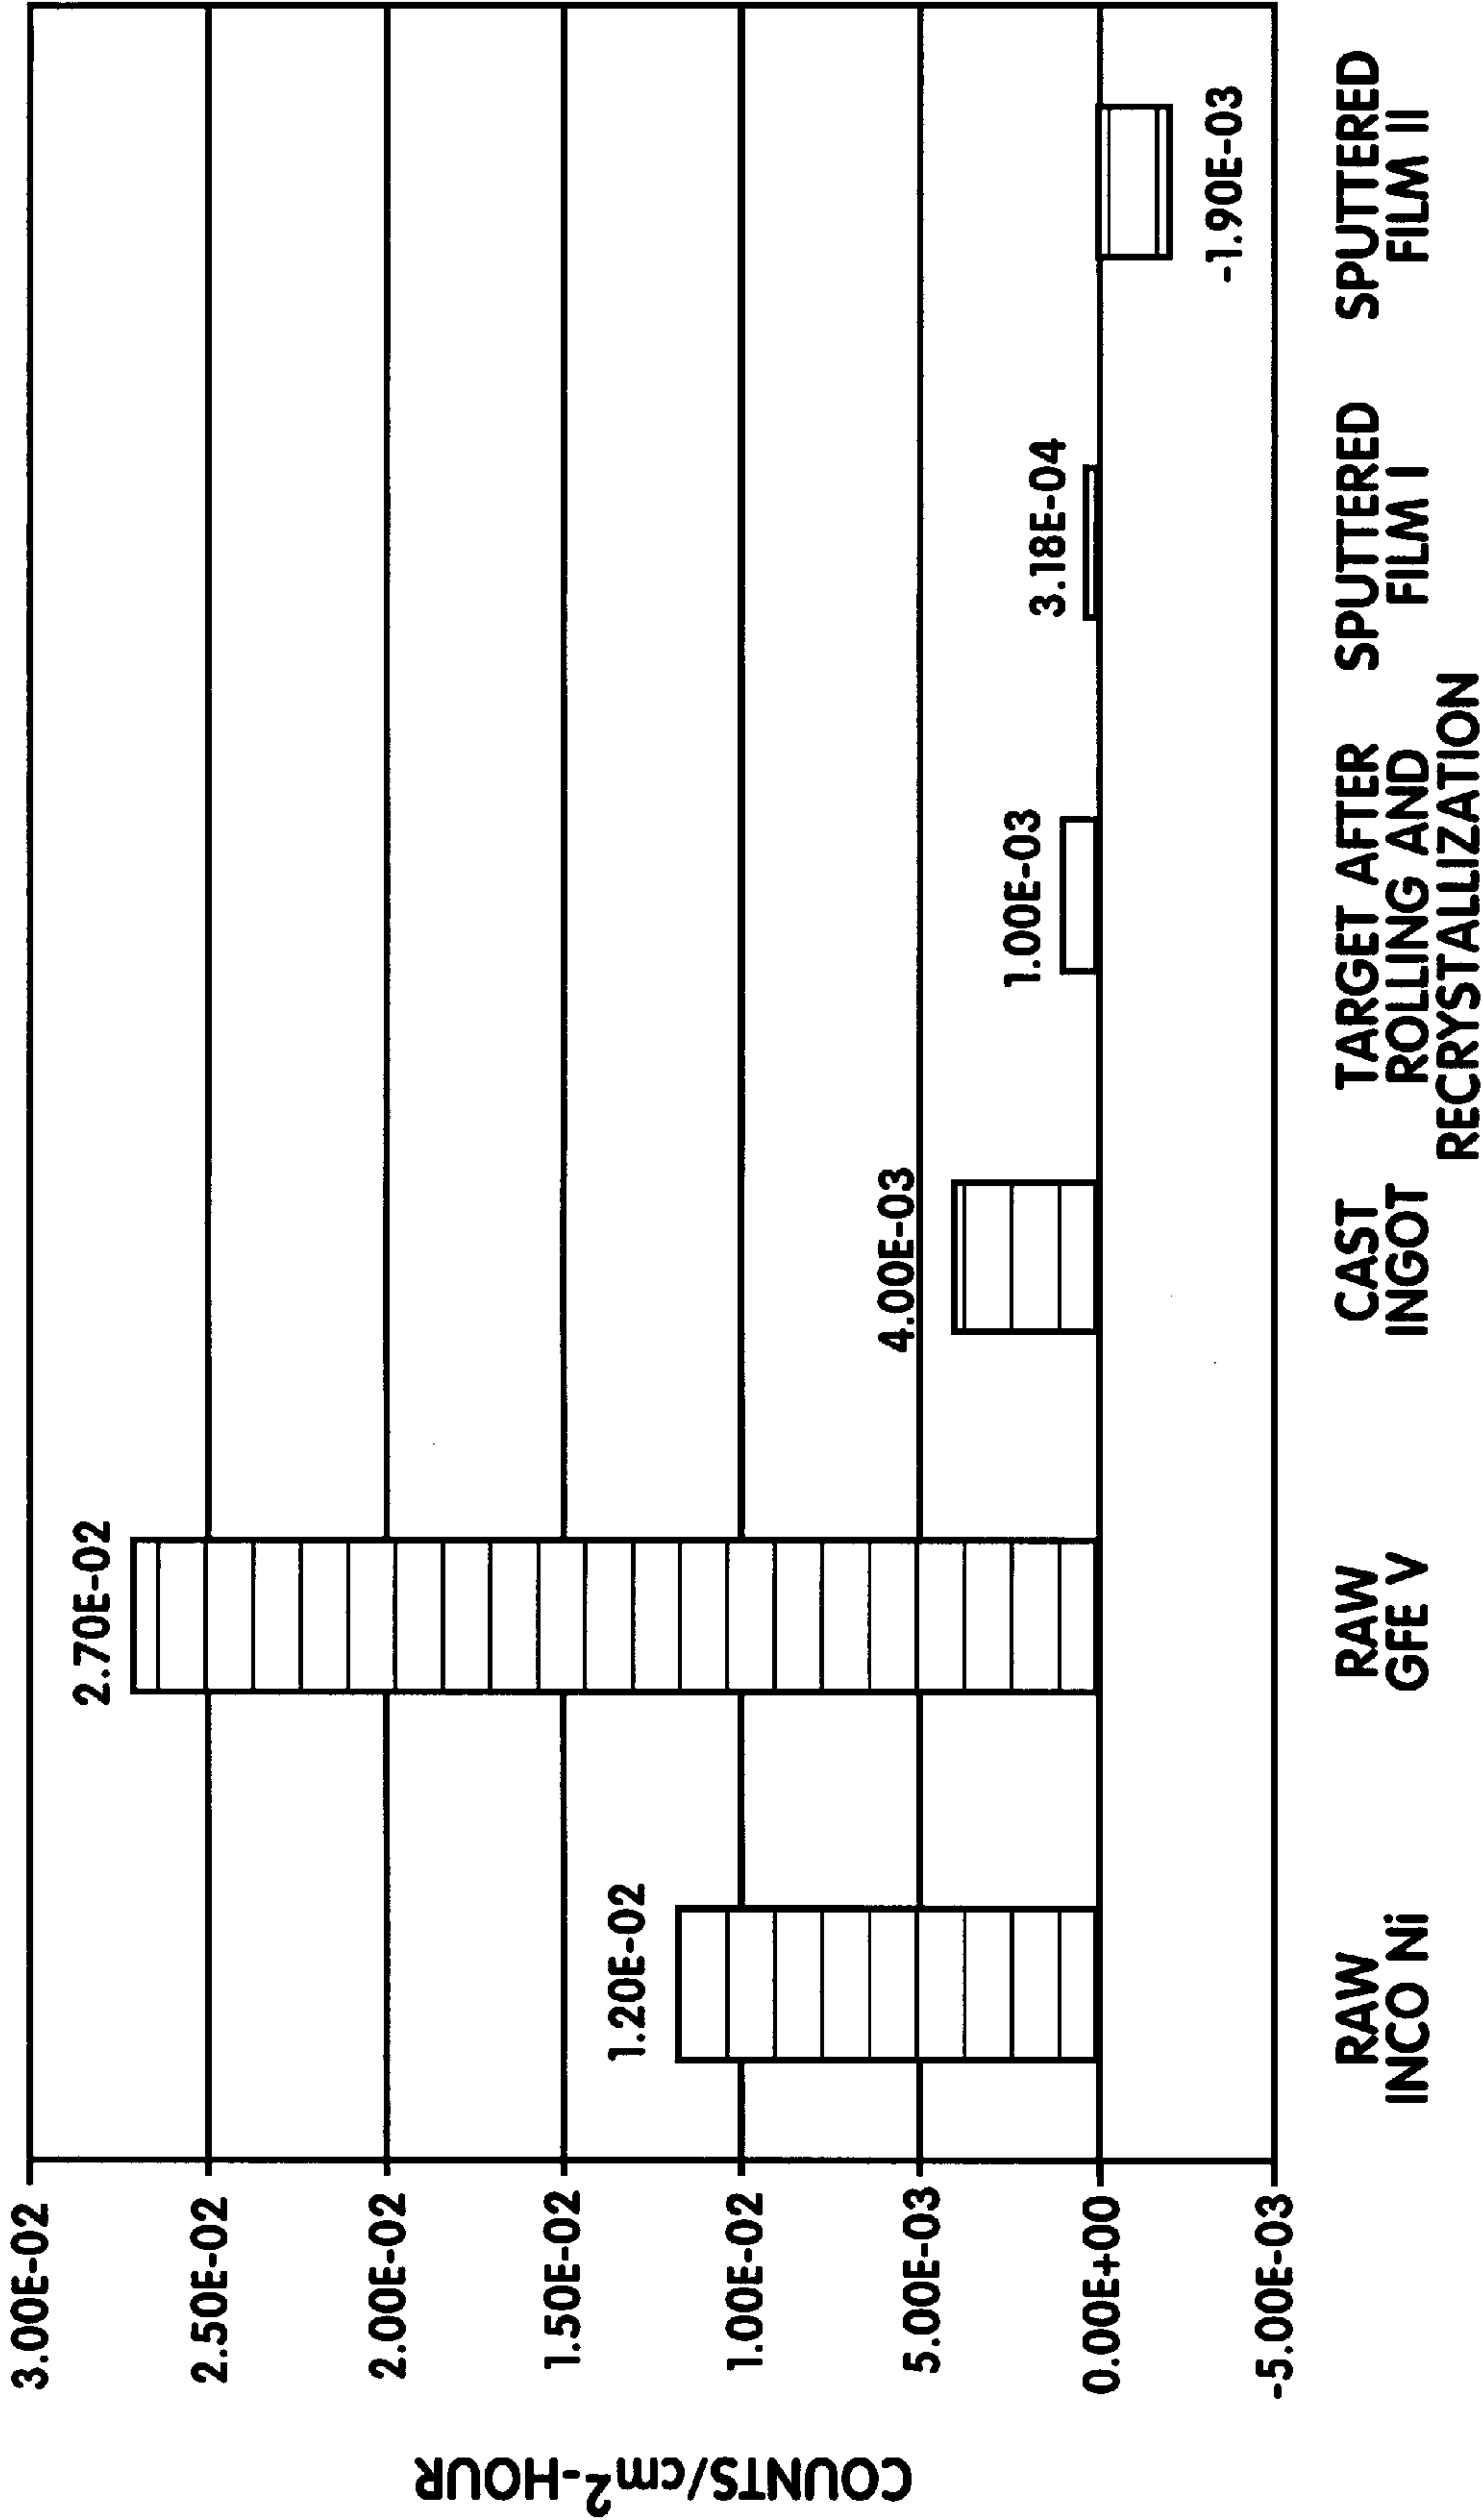 3.00E-02
2.50E-02
2.00E-02
1.50E-02
1.00E-02
5.00E-03
0.00E+00
-5.00E-03
COUNTS/cm2-HOUR
1.20E-02
2.70E-02
4.00E-03
1.00E-03
3.18E-04
-1.90E-03
RAW
INCO Ni
RAW
GFE V
CAST
INGOT
TARGET AFTER
ROLLING AND
RECRYSTALLIZATION
SPUTTERED
FILM I
SPUTTERED
FILM II